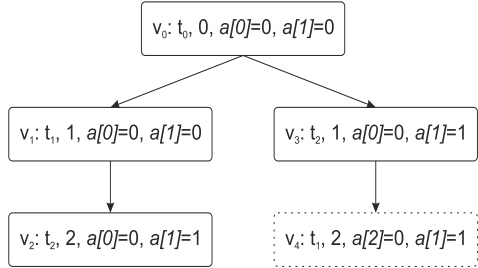 v₀: t₀, 0, a[0]=0, a[1]=0
v₁: t₁, 1, a[0]=0, a[1]=0
v₃: t₂, 1, a[0]=0, a[1]=1
v₂: t₂, 2, a[0]=0, a[1]=1
v₄: t₁, 2, a[2]=0, a[1]=1